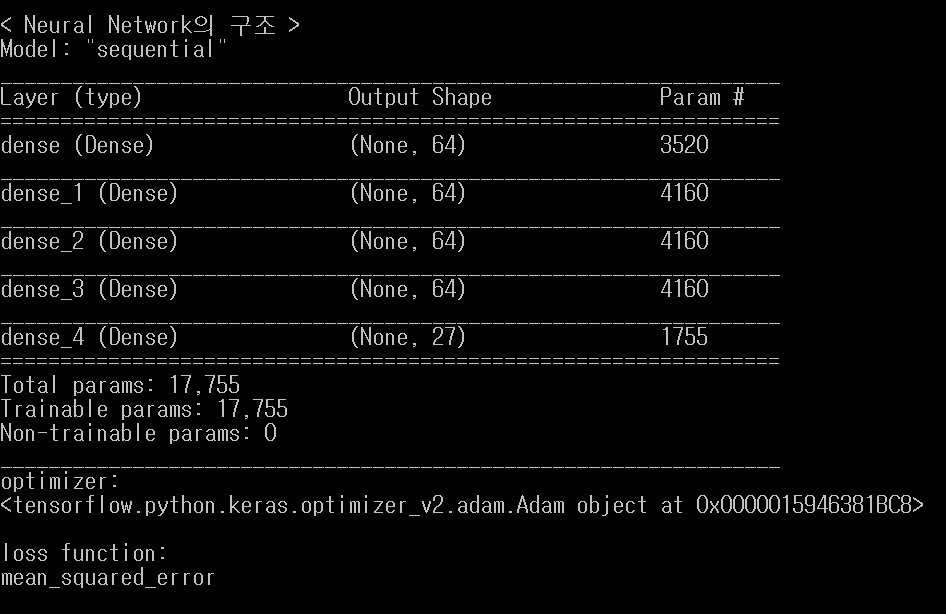 < Neural Network의 구조 >
Model: "sequential"
_________________________________________________________________
Layer (type)                 Output Shape              Param #
=================================================================
dense (Dense)                (None, 64)                3520
_________________________________________________________________
dense_1 (Dense)              (None, 64)                4160
_________________________________________________________________
dense_2 (Dense)              (None, 64)                4160
_________________________________________________________________
dense_3 (Dense)              (None, 64)                4160
_________________________________________________________________
dense_4 (Dense)              (None, 27)                1755
=================================================================
Total params: 17,755
Trainable params: 17,755
Non-trainable params: 0
_________________________________________________________________
optimizer:
<tensorflow.python.keras.optimizer_v2.adam.Adam object at 0x0000015946381BC8>

loss function:
mean_squared_error